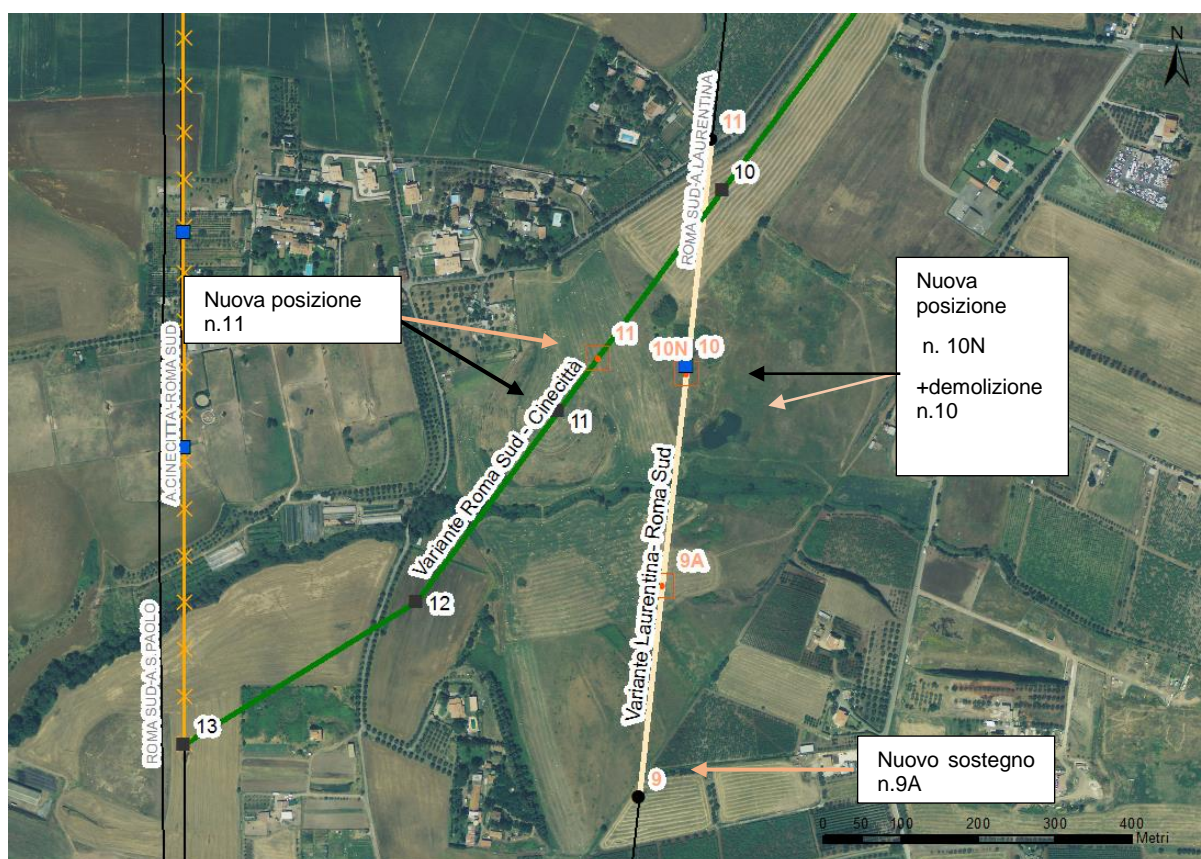 N
11
ROMA SUD-A.LAURENTINA
10
Nuova posizione
n.11
Nuova
posizione
n. 10N
+demolizione
n.10
A.CINECITTA-ROMA SUD
11
10N
10
11
Variante Roma Sud - Cinecittà
Variante Laurentina- Roma Sud
9A
12
ROMA SUD-A.S.PAOLO
13
9
Nuovo sostegno
n.9A
0 50 100 200 300 400
Metri